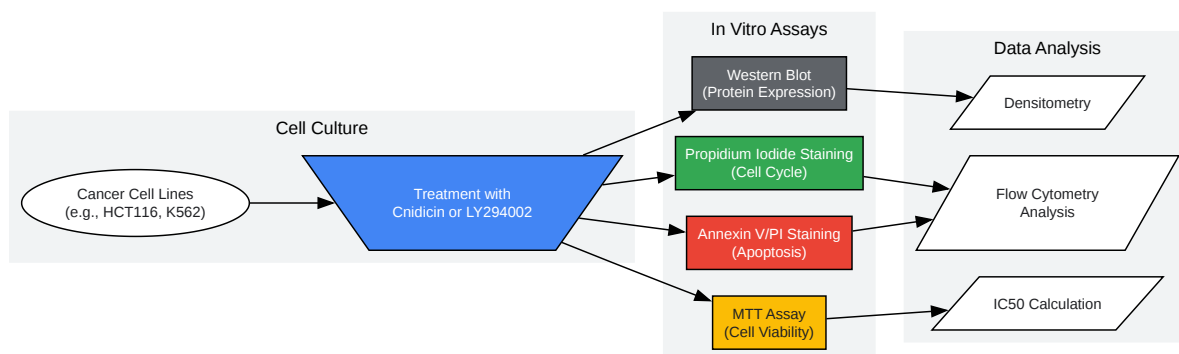 Cell Culture
Cancer Cell Lines
(e.g., HCT116, K562)
Treatment with
Cnidicin or LY294002
In Vitro Assays
Western Blot
(Protein Expression)
Propidium Iodide Staining
(Cell Cycle)
Annexin V/PI Staining
(Apoptosis)
MTT Assay
(Cell Viability)
Data Analysis
Densitometry
Flow Cytometry
Analysis
IC50 Calculation